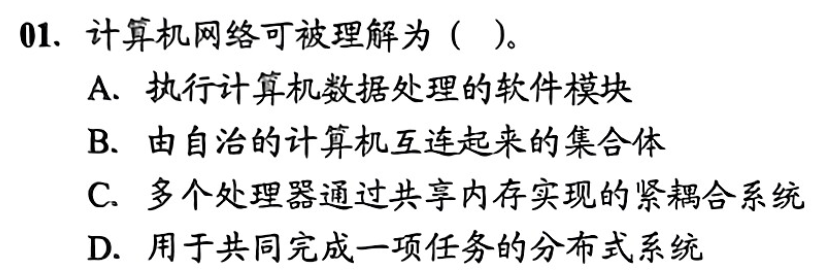 01. 计算机网络可被理解为（ ）。
A. 执行计算机数据处理的软件模块
B. 由自治的计算机互连起来的集合体
C. 多个处理器通过共享内存实现的紧耦合系统
D. 用于共同完成一项任务的分布式系统